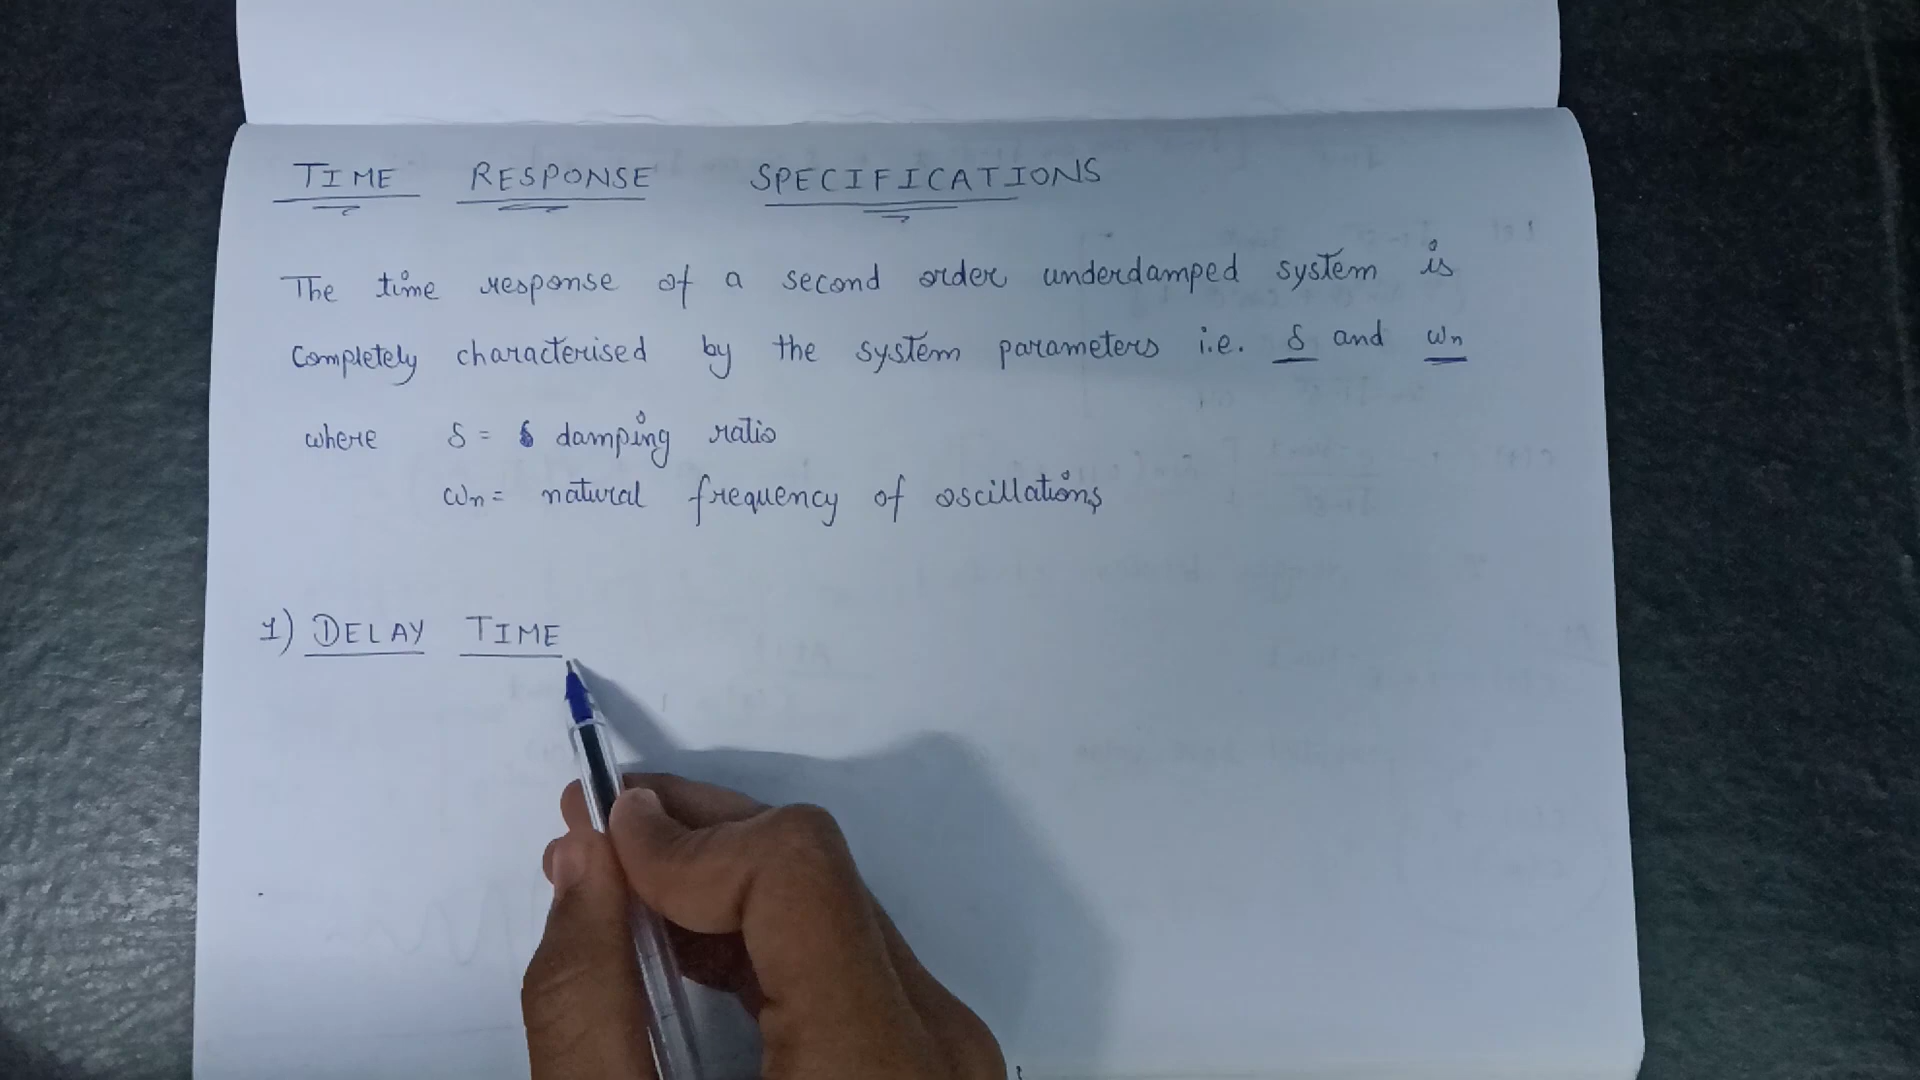 TIME RESPONSE SPECIFICATIONS
The time response of a second order underdamped system is
completely characterised by the system parameters i.e. δ and ωn
where δ = damping ratio
ωn = natural frequency of oscillations
1) DELAY TIME